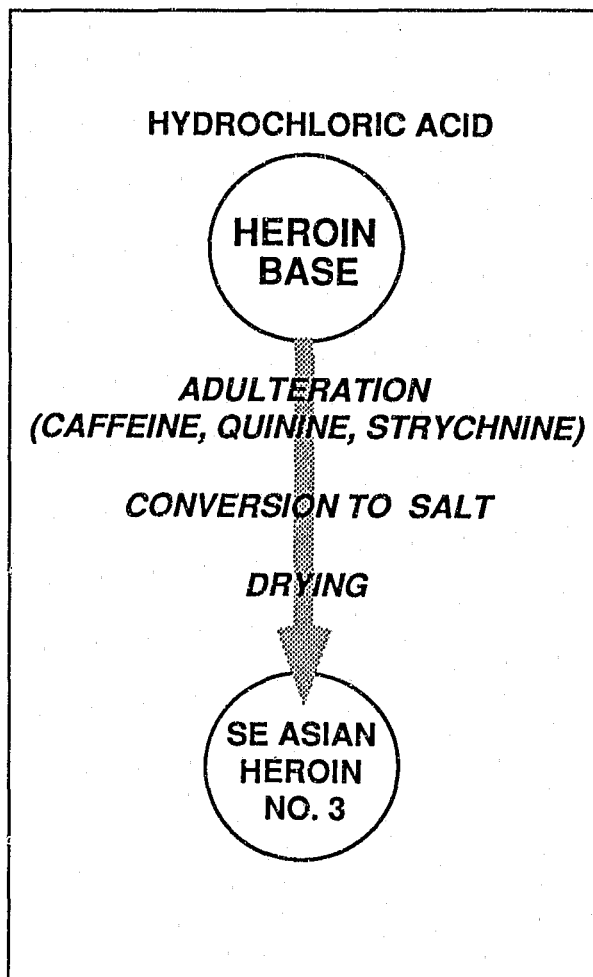 HYDROCHLORIC ACID
HEROIN
BASE
ADULTERATION
(CAFFEINE, QUININE, STRYCHNINE)
CONVERSION TO SALT
DRYING
SE ASIAN
HEROIN
NO. 3